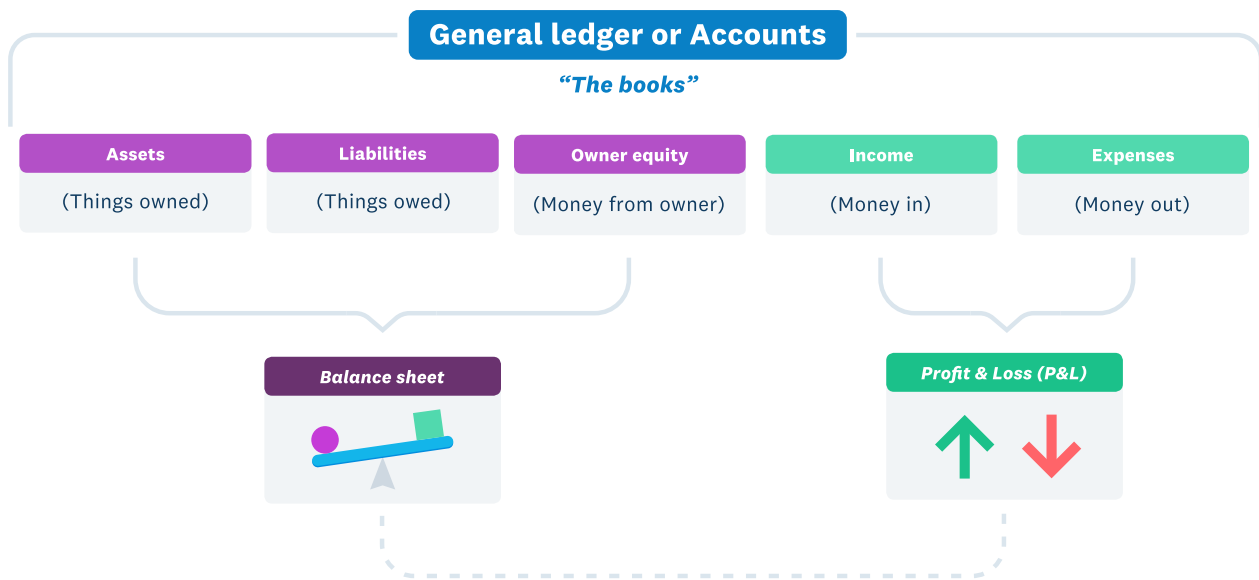 General ledger or Accounts
“The books”
Assets
(Things owned)
Liabilities
(Things owed)
Owner equity
(Money from owner)
Income
(Money in)
Expenses
(Money out)
Balance sheet
Profit & Loss (P&L)